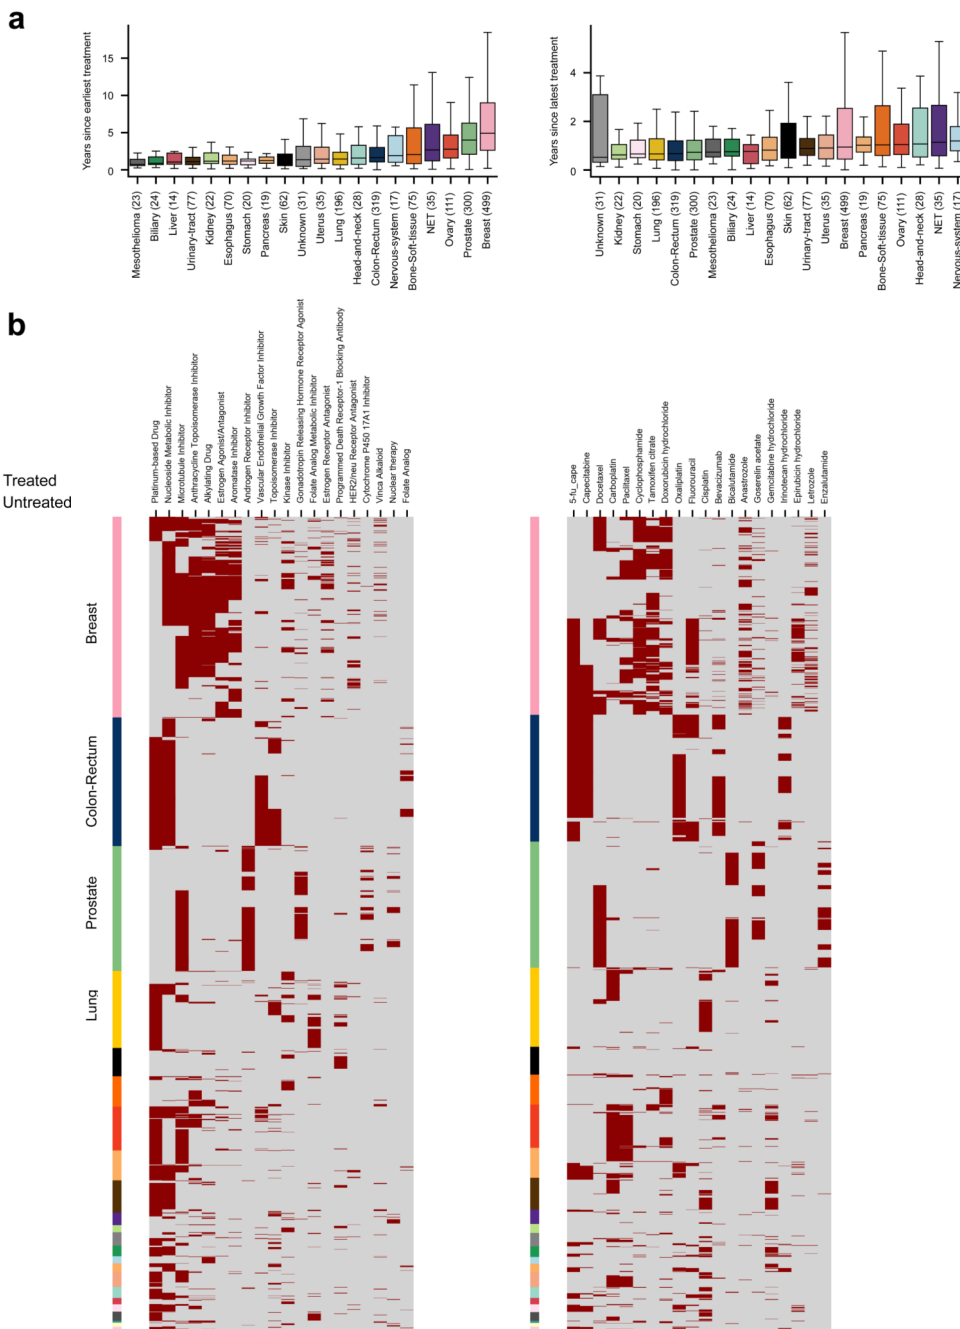 a
Years since earliest treatment
15
10
5
0
Mesothelioma (23)
Biliary (24)
Liver (14)
Urinary-tract (77)
Kidney (22)
Esophagus (70)
Stomach (20)
Pancreas (19)
Skin (62)
Unknown (31)
Uterus (35)
Lung (196)
Head-and-neck (28)
Colon-Rectum (319)
Nervous-system (17)
Bone-Soft-tissue (75)
NET (35)
Ovary (111)
Prostate (300)
Breast (499)
Years since latest treatment
4
2
0
Unknown (31)
Kidney (22)
Stomach (20)
Lung (196)
Colon-Rectum (319)
Prostate (300)
Mesothelioma (23)
Biliary (24)
Liver (14)
Esophagus (70)
Skin (62)
Urinary-tract (77)
Uterus (35)
Breast (499)
Pancreas (19)
Bone-Soft-tissue (75)
Ovary (111)
Head-and-neck (28)
NET (35)
Nervous-system (17)
b
Treated
Untreated
Platinum-based Drug
Nucleoside Metabolic Inhibitor
Microtubule Inhibitor
Anthracycline Topoisomerase Inhibitor
Alkylating Drug
Estrogen Agonist/Antagonist
Aromatase Inhibitor
Androgen Receptor Inhibitor
Vascular Endothelial Growth Factor Inhibitor
Topoisomerase Inhibitor
Kinase Inhibitor
Gonadotropin Releasing Hormone Receptor Agonist
Folate Analog Metabolic Inhibitor
Estrogen Receptor Antagonist
Programmed Death Receptor-1 Blocking Antibody
HER2/neu Receptor Antagonist
Cytochrome P450 17A1 Inhibitor
Vinca Alkaloid
Nuclear therapy
Folate Analog
5-fu_cape
Capecitabine
Docetaxel
Carboplatin
Paclitaxel
Cyclophosphamide
Tamoxifen citrate
Doxorubicin hydrochloride
Oxaliplatin
Fluorouracil
Cisplatin
Bevacizumab
Bicalutamide
Anastrozole
Goserelin acetate
Gemcitabine hydrochloride
Irinotecan hydrochloride
Epirubicin hydrochloride
Letrozole
Enzalutamide
Breast
Colon-Rectum
Prostate
Lung